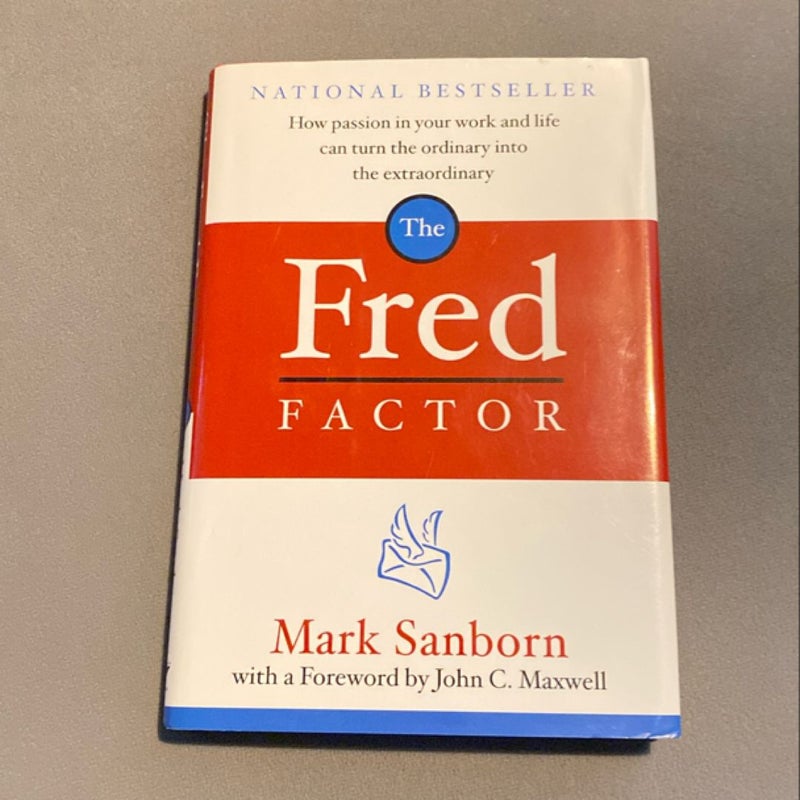 NATIONAL BESTSELLER
How passion in your work and life
can turn the ordinary into
the extraordinary
The
Fred
FACTOR
Mark Sanborn
with a Foreword by John C. Maxwell